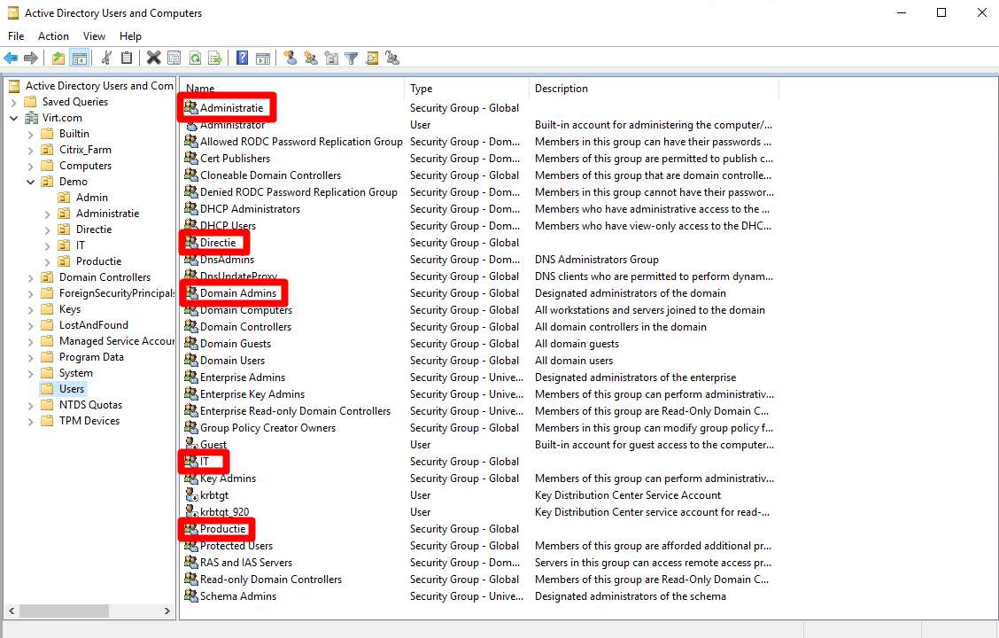 Active Directory Users and Computers
File Action View Help
Active Directory Users and Com
Saved Queries
Virt.com
Builtin
Citrix_Farm
Computers
Demo
Admin
Administratie
Directie
IT
Productie
Domain Controllers
ForeignSecurityPrincipals
Keys
LostAndFound
Managed Service Accour
Program Data
System
Users
NTDS Quotas
TPM Devices
Name Type Description
Administratie Security Group - Global
Administrator User Built-in account for administering the computer/...
Allowed RODC Password Replication Group Security Group - Dom... Members in this group can have their passwords ...
Cert Publishers Security Group - Dom... Members of this group are permitted to publish c...
Cloneable Domain Controllers Security Group - Global Members of this group that are domain controlle...
Denied RODC Password Replication Group Security Group - Dom... Members in this group cannot have their passwor...
DHCP Administrators Security Group - Dom... Members who have administrative access to the ...
DHCP Users Security Group - Dom... Members who have view-only access to the DHC...
Directie Security Group - Global
DnsAdmins Security Group - Dom... DNS Administrators Group
DnsUpdateProxy Security Group - Global DNS clients who are permitted to perform dynam...
Domain Admins Security Group - Global Designated administrators of the domain
Domain Computers Security Group - Global All workstations and servers joined to the domain
Domain Controllers Security Group - Global All domain controllers in the domain
Domain Guests Security Group - Global All domain guests
Domain Users Security Group - Global All domain users
Enterprise Admins Security Group - Unive... Designated administrators of the enterprise
Enterprise Key Admins Security Group - Unive... Members of this group can perform administrativ...
Enterprise Read-only Domain Controllers Security Group - Unive... Members of this group are Read-Only Domain C...
Group Policy Creator Owners Security Group - Global Members in this group can modify group policy f...
Guest User Built-in account for guest access to the computer...
IT Security Group - Global
Key Admins Security Group - Global Members of this group can perform administrativ...
krbtgt User Key Distribution Center Service Account
krbtgt_920 User Key Distribution Center service account for read-...
Productie Security Group - Global
Protected Users Security Group - Global Members of this group are afforded additional pr...
RAS and IAS Servers Security Group - Dom... Servers in this group can access remote access pr...
Read-only Domain Controllers Security Group - Global Members of this group are Read-Only Domain C...
Schema Admins Security Group - Unive... Designated administrators of the schema